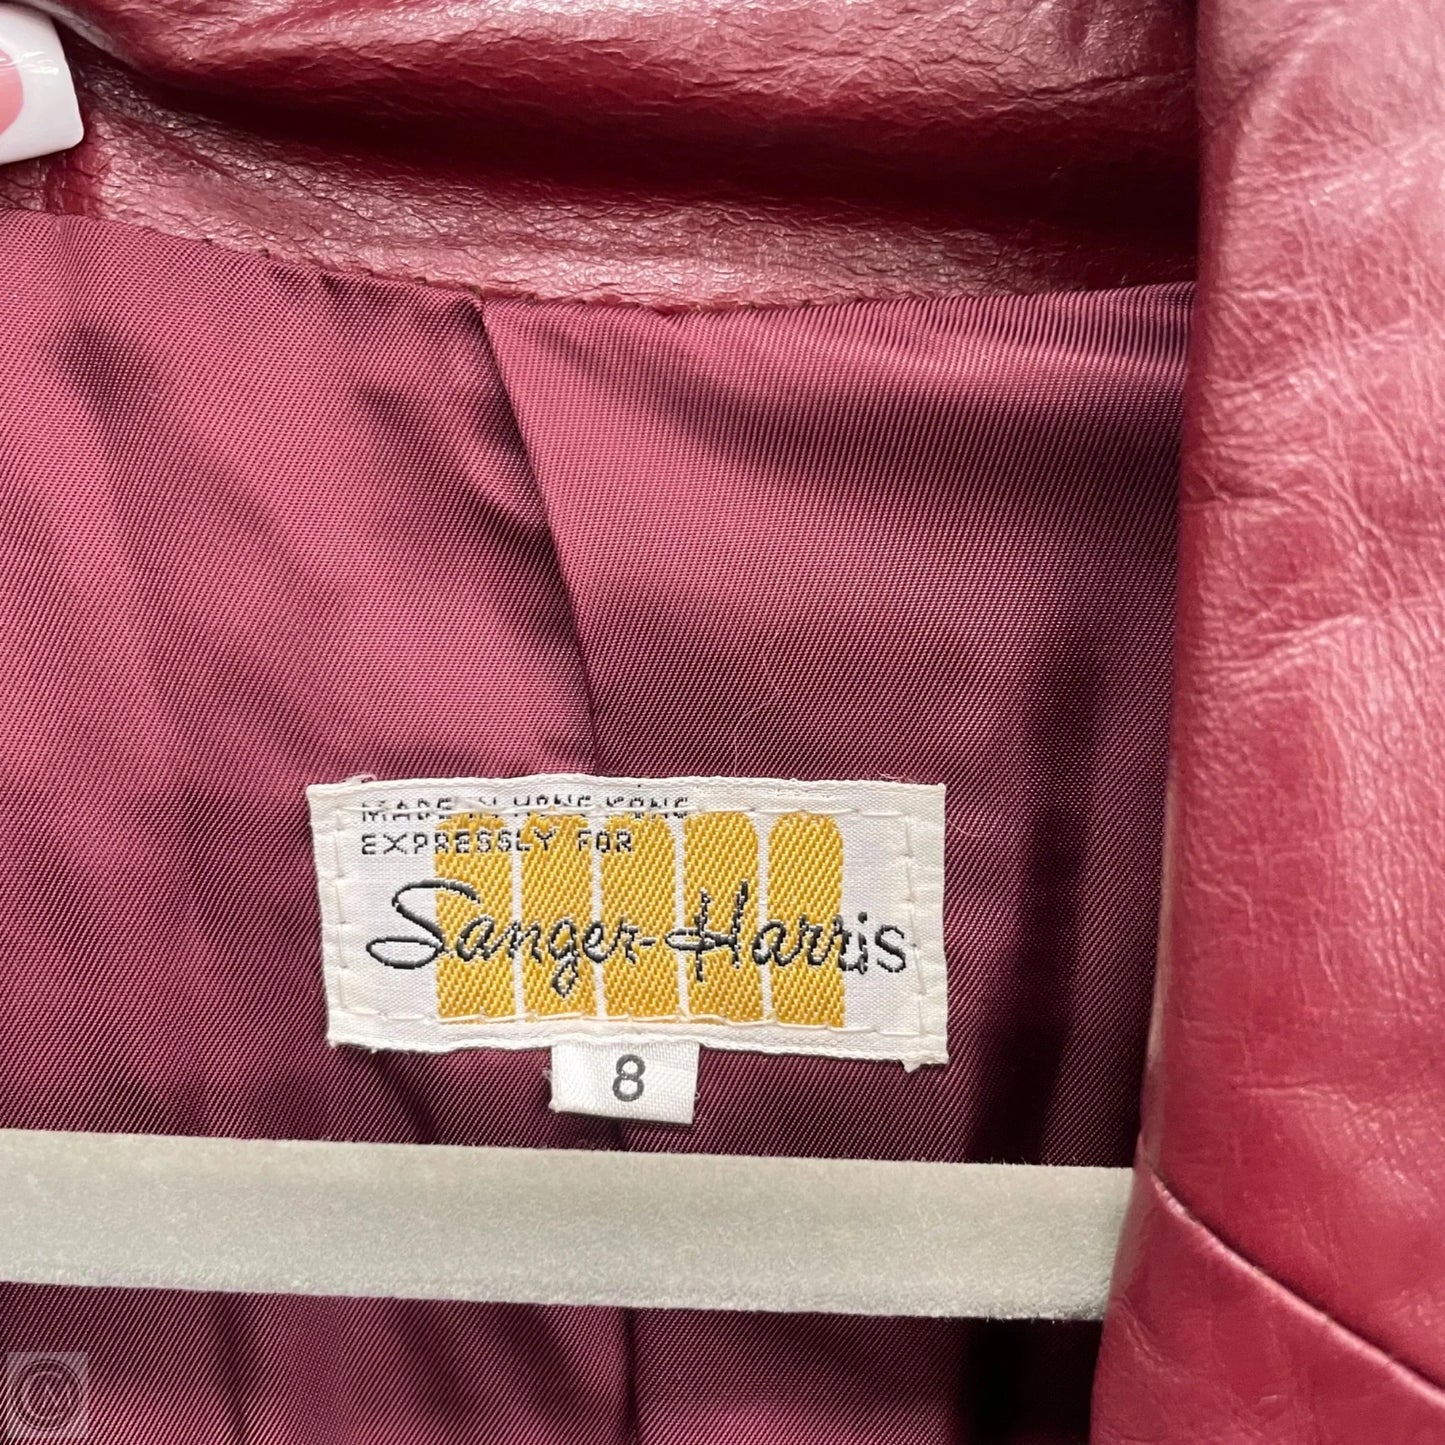 MADE IN HONG KONG
EXPRESSLY FOR
Sanger-Harris
8